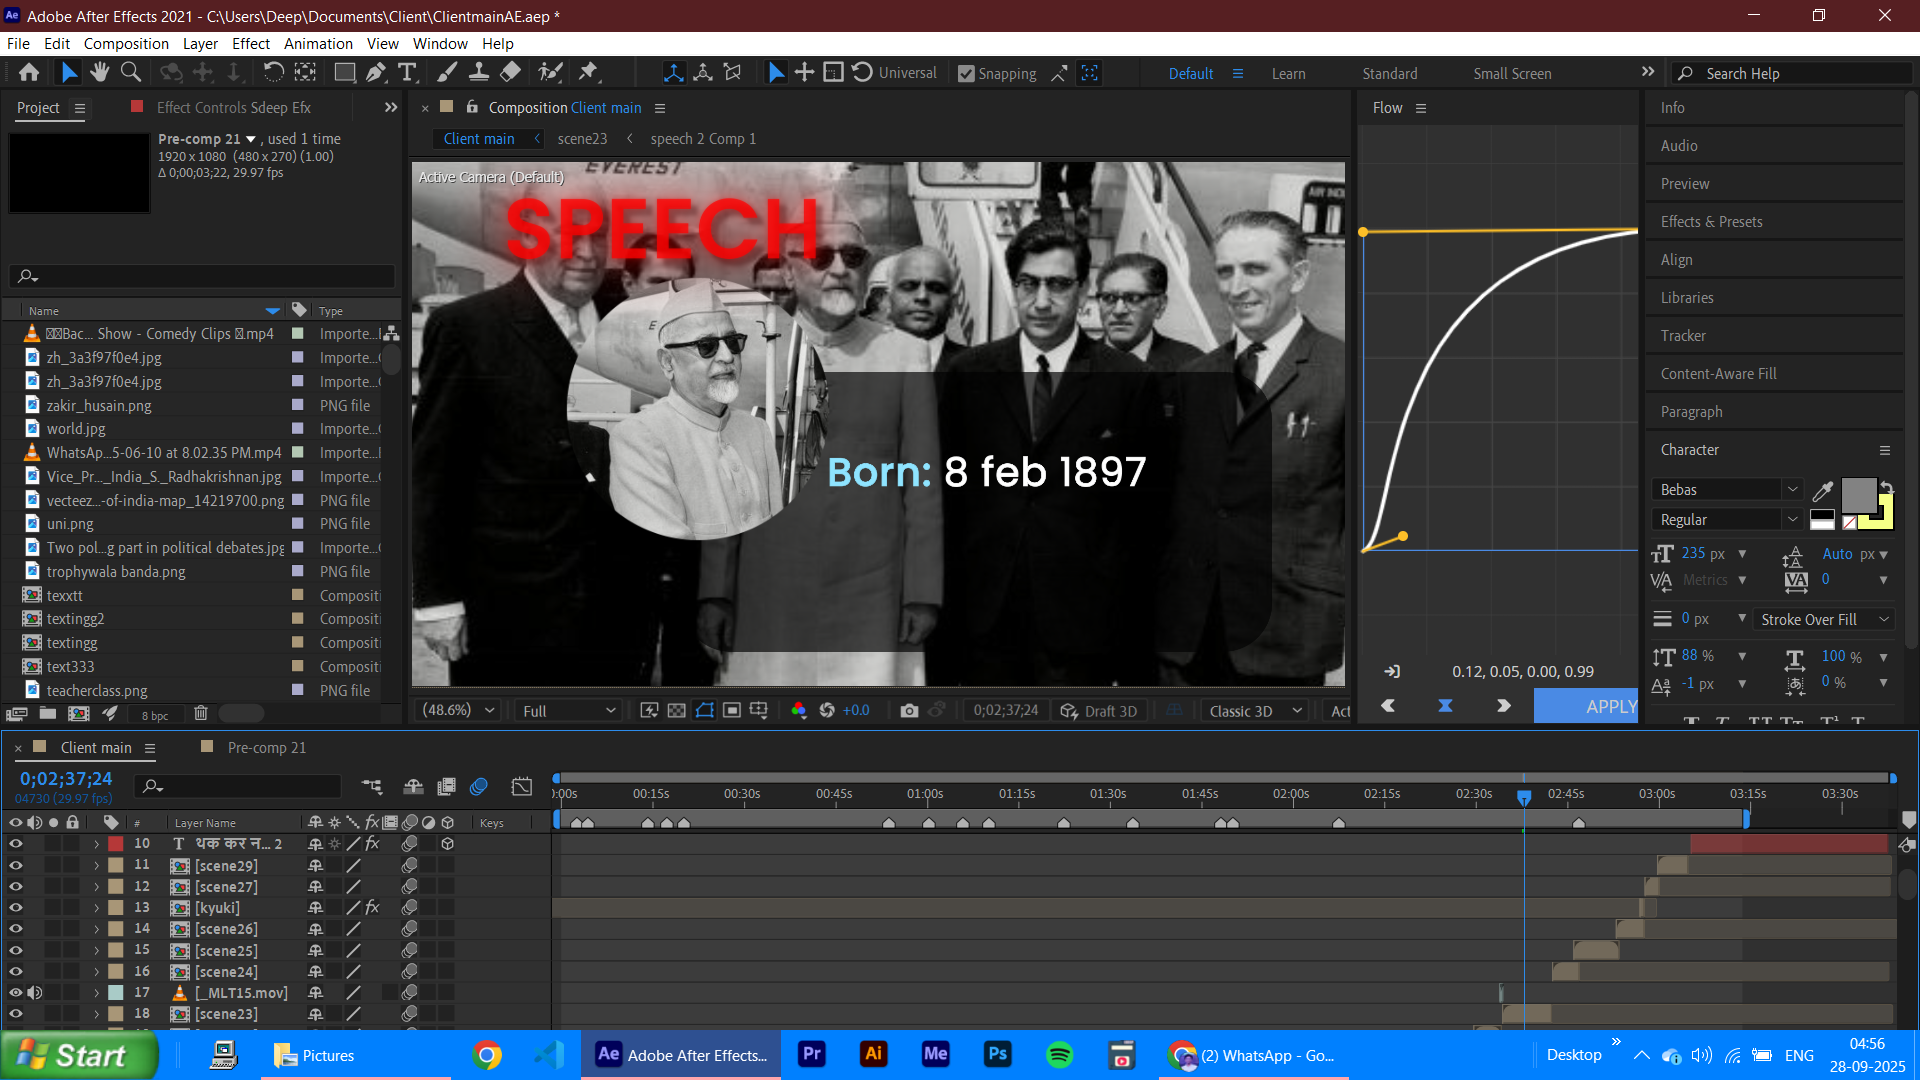 Adobe After Effects 2021 - C:\Users\Deep\Documents\Client\ClientmainAE.aep *
File Edit Composition Layer Effect Animation View Window Help
Universal Snapping Default Learn Standard Small Screen Search Help
Project Effect Controls Sdeep Efx
Pre-comp 21 , used 1 time
1920 x 1080 (480 x 270) (1.00)
Δ 0;00;03;22, 29.97 fps
Name Type
Bac... Show - Comedy Clips .mp4 Importe...
zh_3a3f97f0e4.jpg Importe...
zh_3a3f97f0e4.jpg Importe...
zakir_husain.png PNG file
world.jpg Importe...
WhatsAp...5-06-10 at 8.02.35 PM.mp4 Importe...
Vice_Pr..._India_S._Radhakrishnan.jpg Importe...
vecteez...-of-india-map_14219700.png PNG file
uni.png PNG file
Two pol...g part in political debates.jpg Importe...
trophywala banda.png PNG file
texxtt Compositi
textingg2 Compositi
textingg Compositi
text333 Compositi
teacherclass.png PNG file
8 bpc
Composition Client main
Client main scene23 speech 2 Comp 1
Active Camera (Default)
EVEREST
AIR IND
SPEECH
Born: 8 feb 1897
(48.6%) Full +0.0 0;02;37;24 Draft 3D Classic 3D Act
Flow
0.12, 0.05, 0.00, 0.99
APPLY
Info
Audio
Preview
Effects & Presets
Align
Libraries
Tracker
Content-Aware Fill
Paragraph
Character
Bebas
Regular
235 px Auto px
Metrics 0
0 px Stroke Over Fill
88 % 100 %
-1 px 0 %
Client main Pre-comp 21
0;02;37;24
04730 (29.97 fps)
):00s 00:15s 00:30s 00:45s 01:00s 01:15s 01:30s 01:45s 02:00s 02:15s 02:30s 02:45s 03:00s 03:15s 03:30s
# Layer Name Keys
10 T थक कर न... 2
11 [scene29]
12 [scene27]
13 [kyuki]
14 [scene26]
15 [scene25]
16 [scene24]
17 [_MLT15.mov]
18 [scene23]
Start Pictures Ae Adobe After Effects... Pr Ai Me Ps (2) WhatsApp - Go... Desktop ENG
04:56
28-09-2025